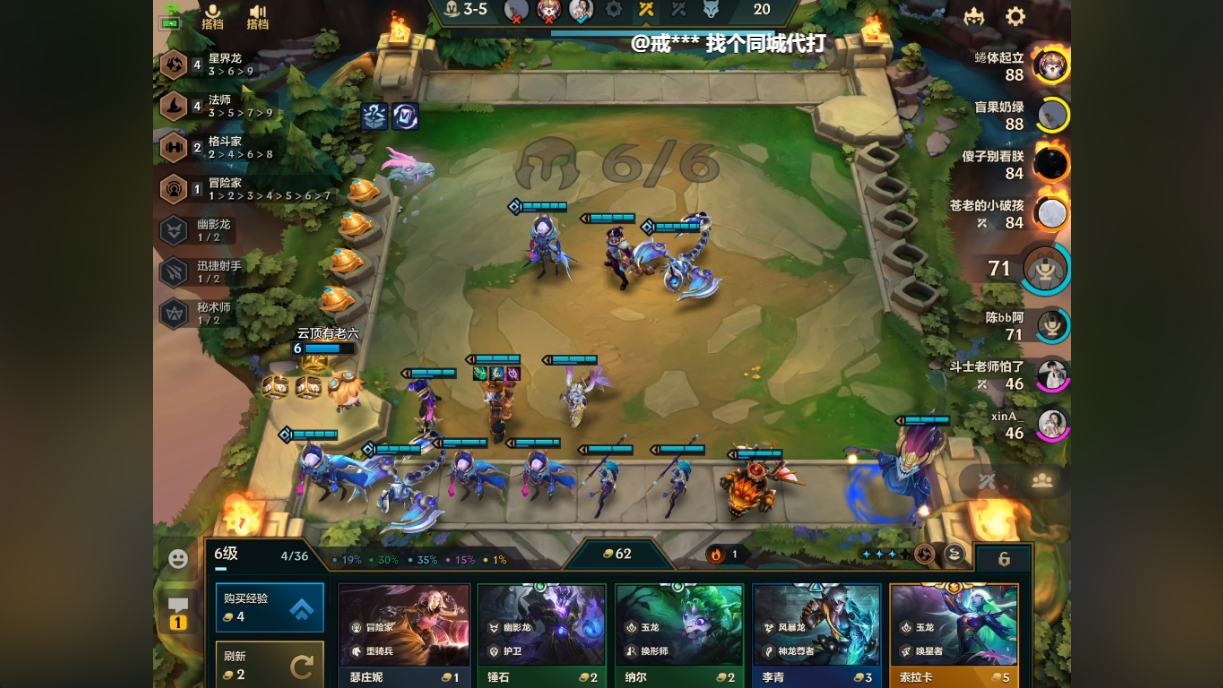 搭档
搭档
3-5
20
@戒*** 找个同城代打
4 星界龙
3 > 6 > 9
4 法师
3 > 5 > 7 > 9
2 格斗家
2 > 4 > 6 > 8
1 冒险家
1 > 2 > 3 > 4 > 5 > 6 > 7
幽影龙
1 / 2
迅捷射手
1 / 2
秘术师
1 / 2
6/6
蜷体起立
88
盲果奶绿
88
傻子别看朕
84
苍老的小破孩
84
71
陈bb阿
71
斗士老师怕了
46
xinA_
46
云顶有老六
6
6级
4/36
19%
30%
35%
15%
1%
62
1
6
1
购买经验
4
刷新
2
冒险家
重骑兵
瑟庄妮
1
幽影龙
护卫
锤石
2
玉龙
换形师
纳尔
2
风暴龙
神龙尊者
李青
3
玉龙
唤星者
索拉卡
5